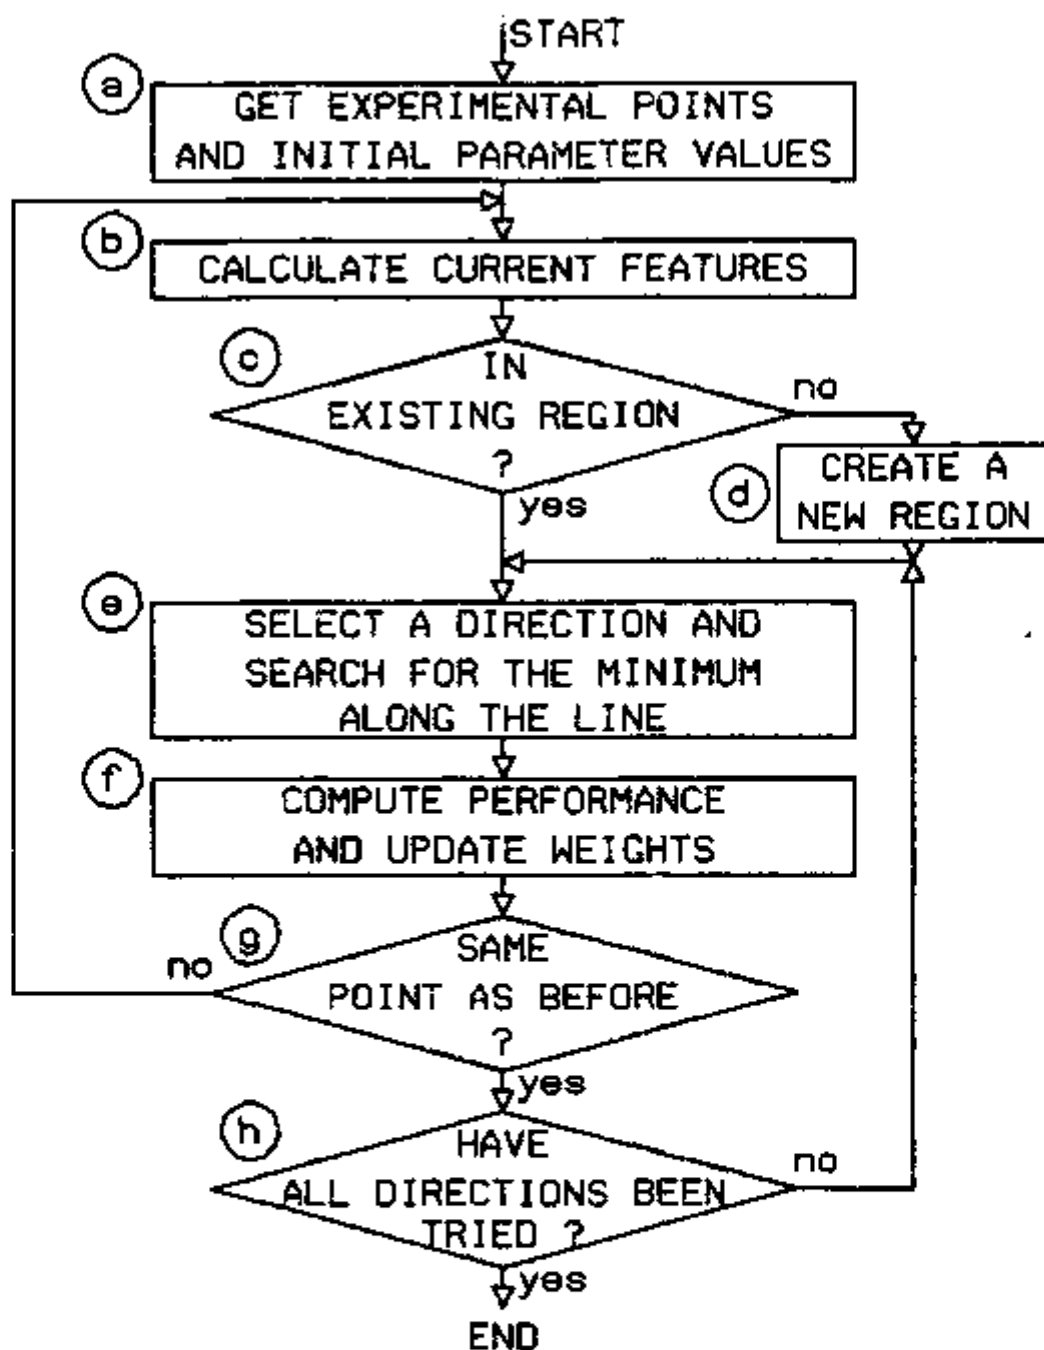 START
a
GET EXPERIMENTAL POINTS
AND INITIAL PARAMETER VALUES
b
CALCULATE CURRENT FEATURES
c
IN
EXISTING REGION
?
no
yes
d
CREATE A
NEW REGION
e
SELECT A DIRECTION AND
SEARCH FOR THE MINIMUM
ALONG THE LINE
f
COMPUTE PERFORMANCE
AND UPDATE WEIGHTS
g
SAME
POINT AS BEFORE
?
no
yes
h
HAVE
ALL DIRECTIONS BEEN
TRIED ?
no
yes
END